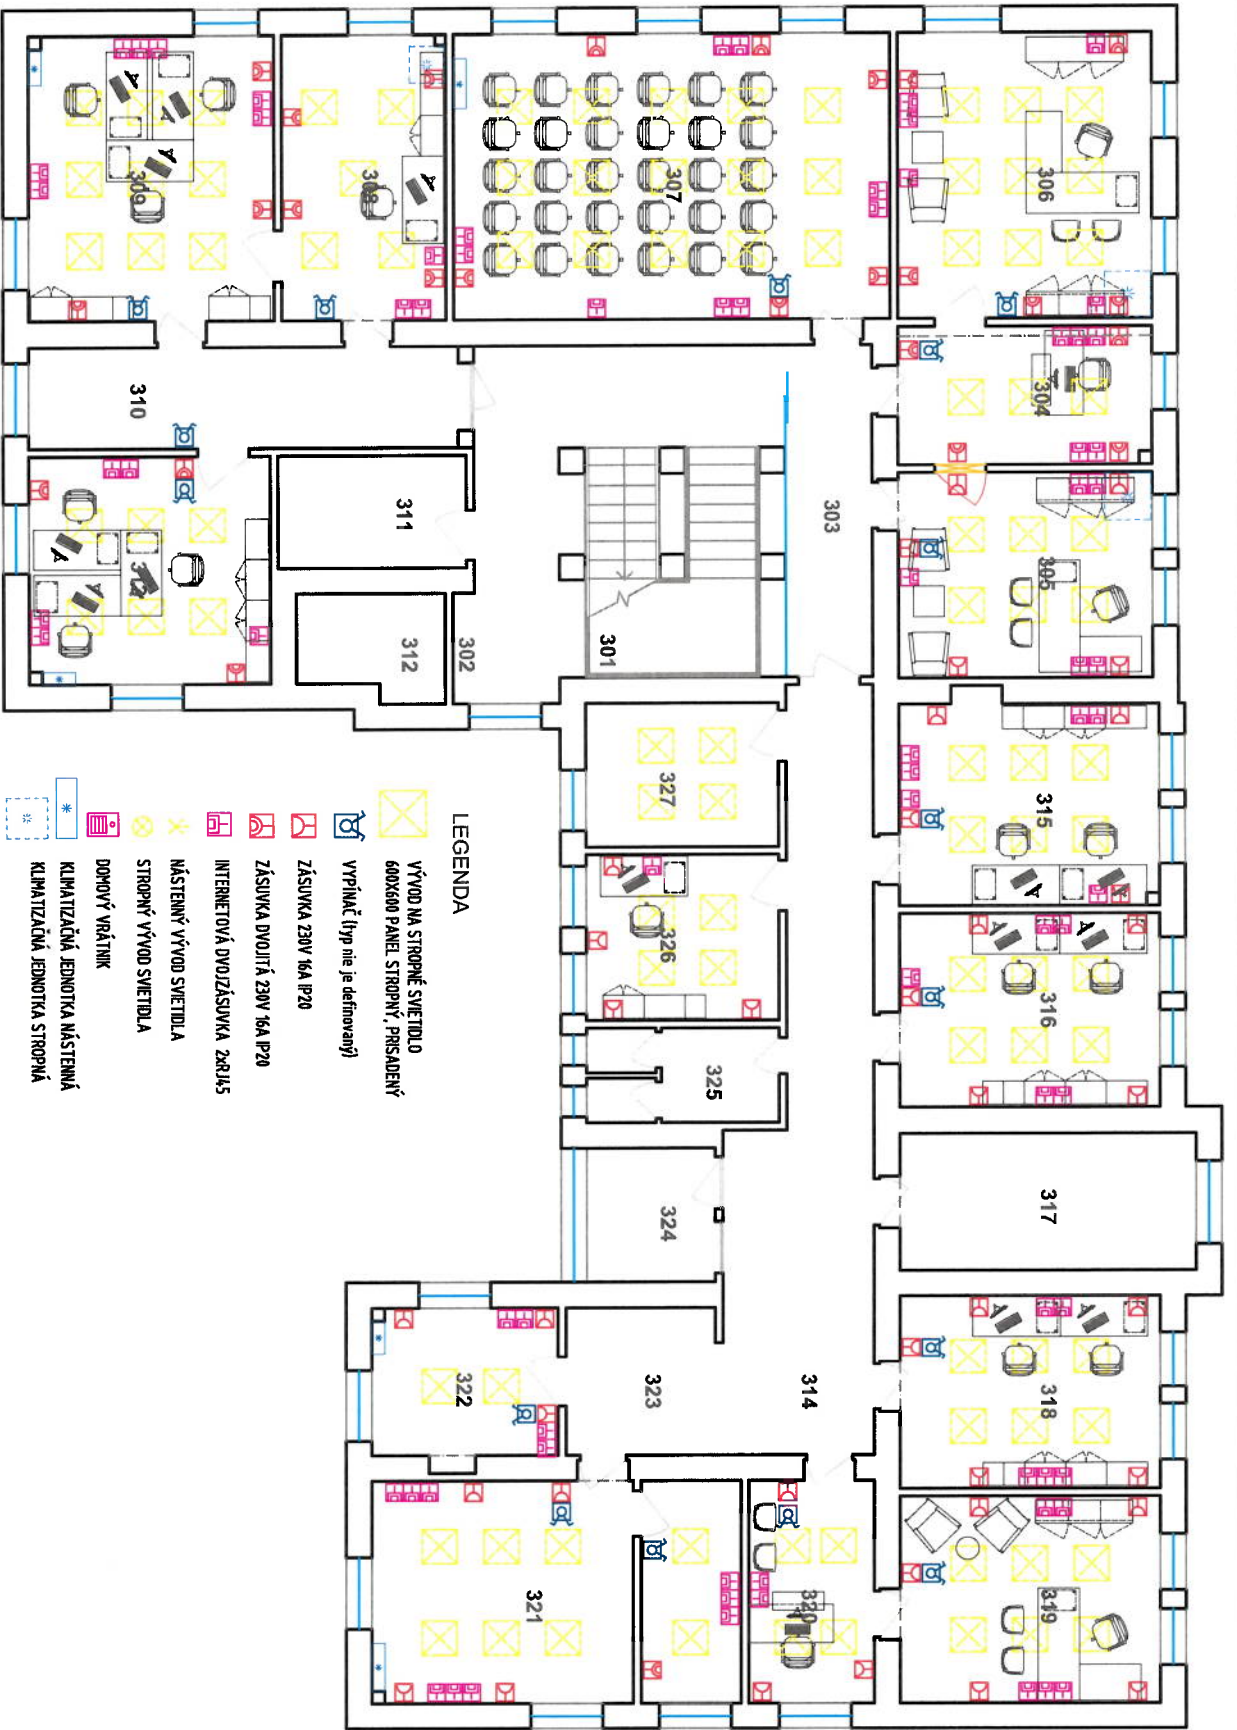 309
308
307
306
304
310
311
303
305
313
312
302
301
327
315
326
316
325
324
317
322
323
314
318
321
320
319
LEGENDA
VÝVOD NA STROPNÉ SVIETIDLO
600X600 PANEL STROPNÝ, PRISADENÝ
VYPÍNAČ (typ nie je definovaný)
ZÁSUVKA 230V 16A IP20
ZÁSUVKA DVOJITÁ 230V 16A IP20
INTERNETOVÁ DVOJZÁSUVKA 2xRJ45
NÁSTENNÝ VÝVOD SVIETIDLA
STROPNÝ VÝVOD SVIETIDLA
DOMOVÝ VRÁTNIK
KLIMATIZAČNÁ JEDNOTKA NÁSTENNÁ
KLIMATIZAČNÁ JEDNOTKA STROPNÁ